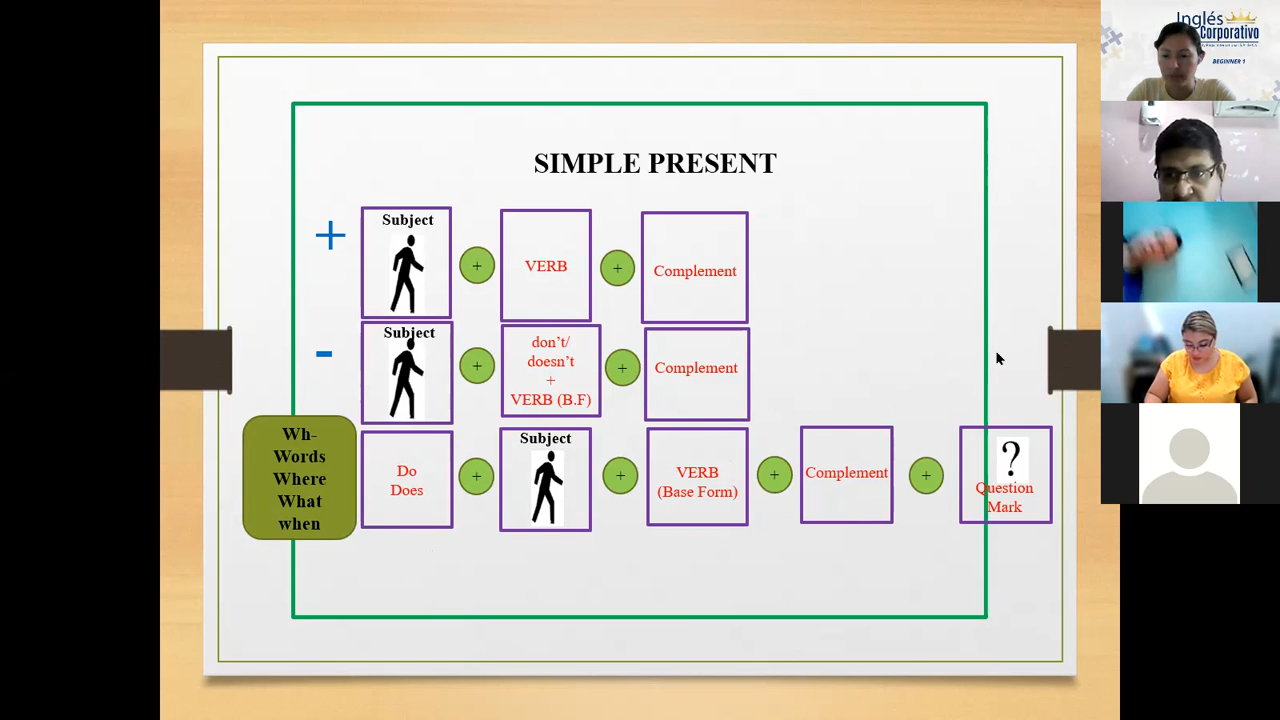 Inglés
Corporativo
BEGINNER 1
SIMPLE PRESENT
+
Subject
+
VERB
+
Complement
-
Subject
+
don't/
doesn't
+
VERB (B.F)
+
Complement
Wh-
Words
Where
What
when
Do
Does
+
Subject
+
VERB
(Base Form)
+
Complement
+
?
Question
Mark